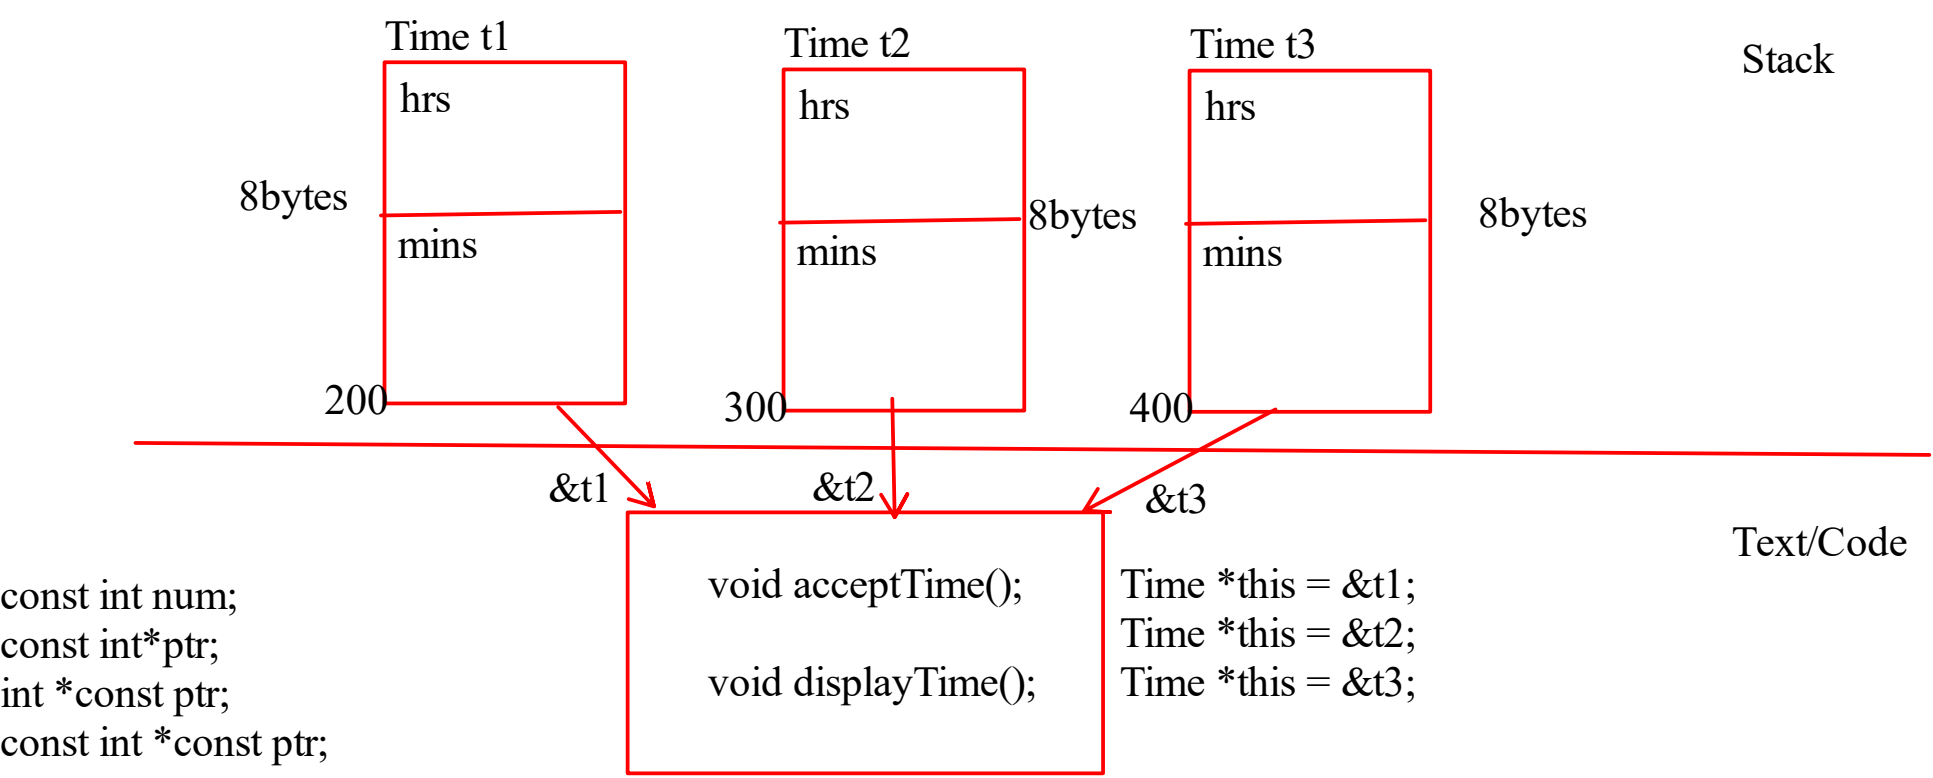 Time t1
Time t2
Time t3
Stack
hrs
hrs
hrs
8bytes
8bytes
8bytes
mins
mins
mins
200
300
400
&t1
&t2
&t3
Text/Code
const int num;
const int*ptr;
int *const ptr;
const int *const ptr;
void acceptTime();
void displayTime();
Time *this = &t1;
Time *this = &t2;
Time *this = &t3;